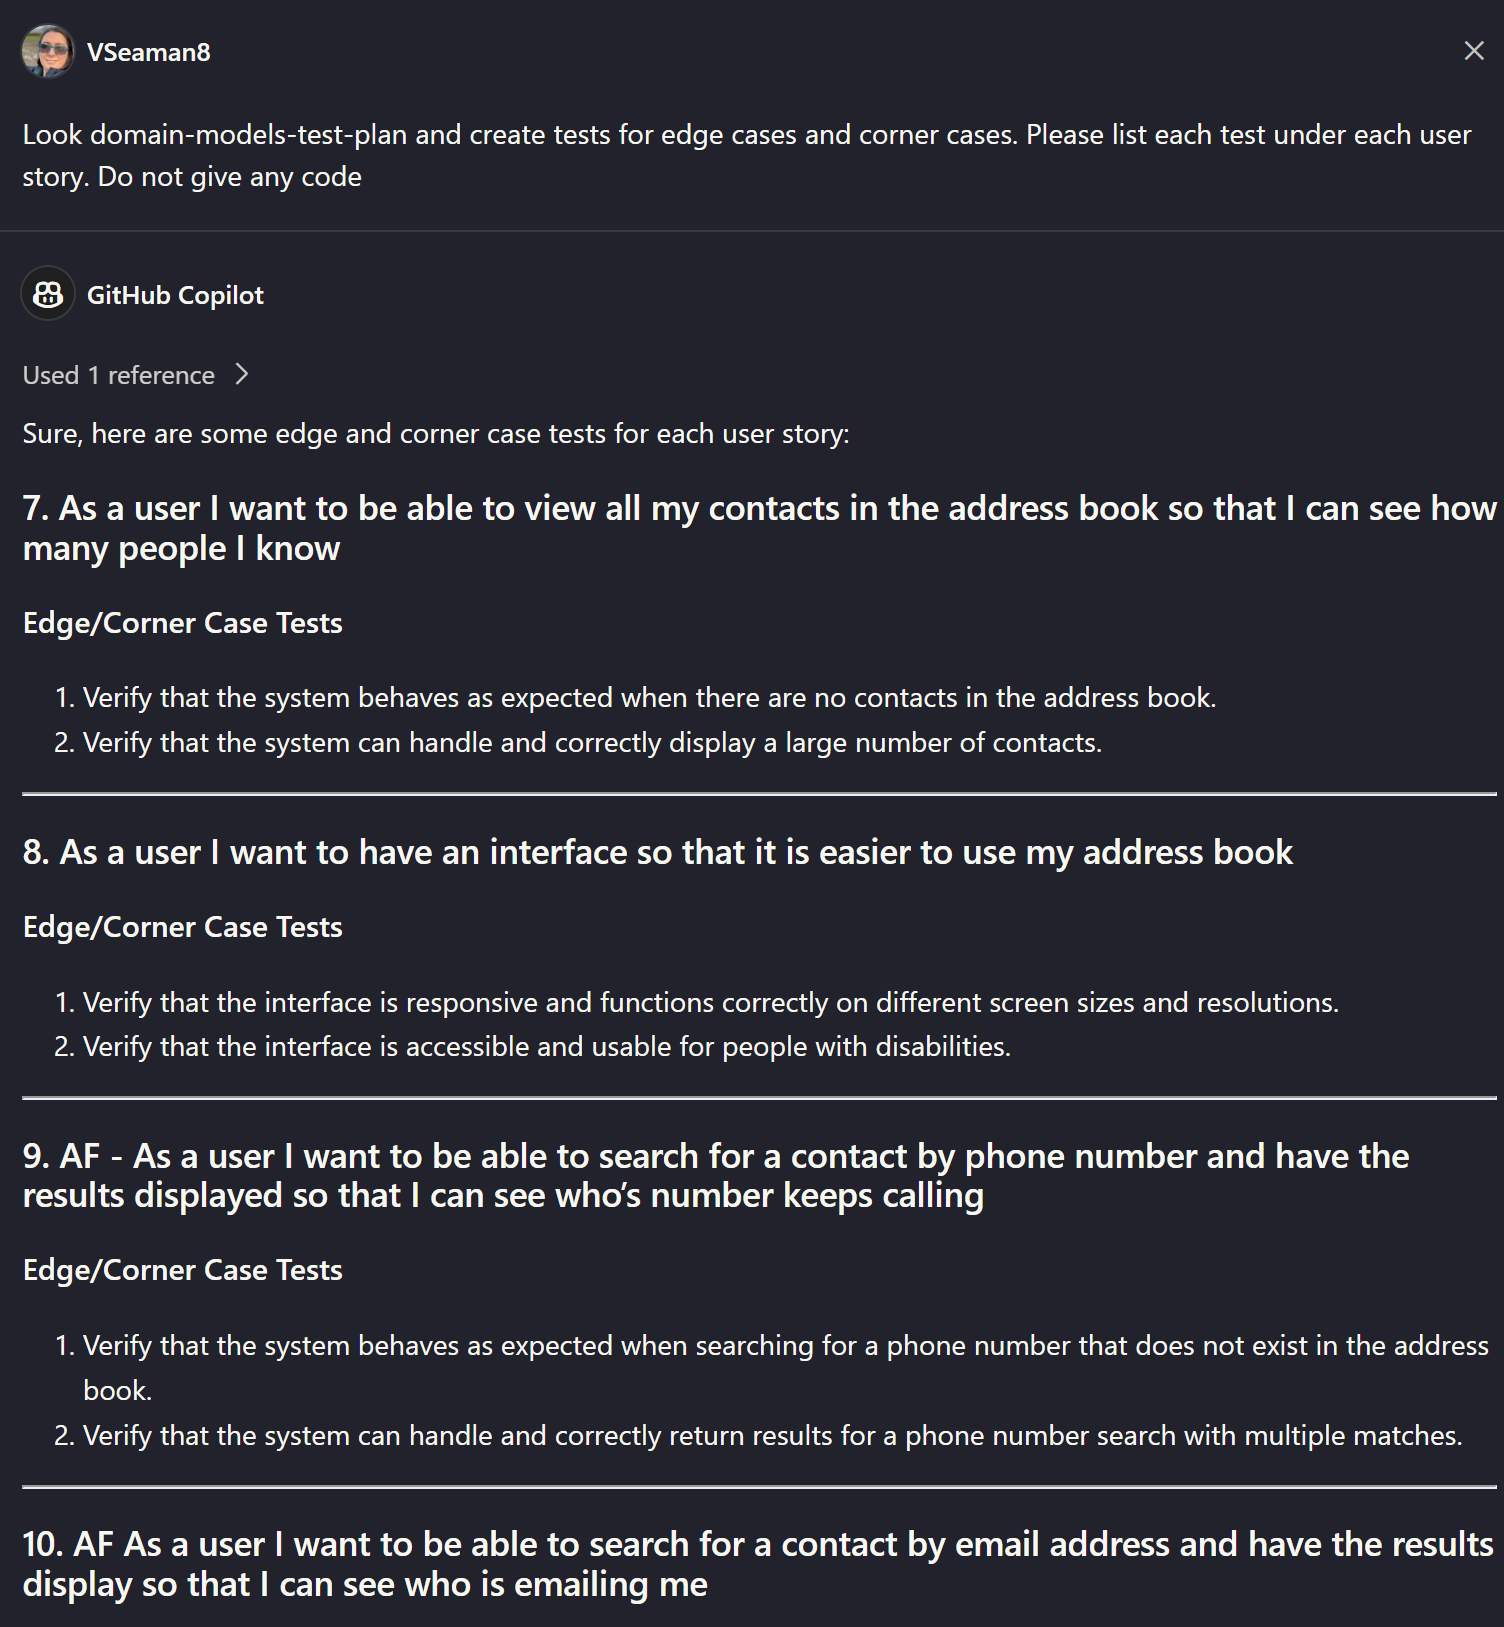 VSeaman8
Look domain-models-test-plan and create tests for edge cases and corner cases. Please list each test under each user
story. Do not give any code
GitHub Copilot
Used 1 reference
Sure, here are some edge and corner case tests for each user story:
7. As a user I want to be able to view all my contacts in the address book so that I can see how
many people I know
Edge/Corner Case Tests
1. Verify that the system behaves as expected when there are no contacts in the address book.
2. Verify that the system can handle and correctly display a large number of contacts.
8. As a user I want to have an interface so that it is easier to use my address book
Edge/Corner Case Tests
1. Verify that the interface is responsive and functions correctly on different screen sizes and resolutions.
2. Verify that the interface is accessible and usable for people with disabilities.
9. AF - As a user I want to be able to search for a contact by phone number and have the
results displayed so that I can see who’s number keeps calling
Edge/Corner Case Tests
1. Verify that the system behaves as expected when searching for a phone number that does not exist in the address
book.
2. Verify that the system can handle and correctly return results for a phone number search with multiple matches.
10. AF As a user I want to be able to search for a contact by email address and have the results
display so that I can see who is emailing me